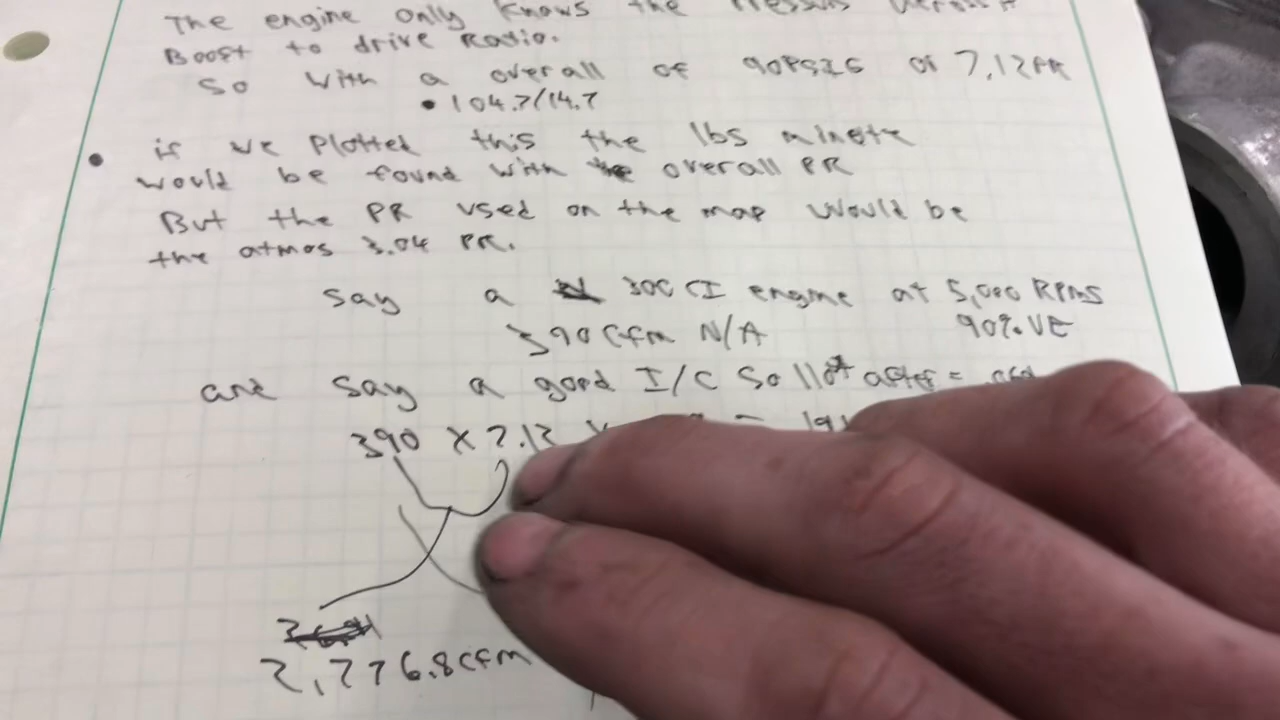 The engine only knows the
Boost to drive Ratio.
So with a overall of 90PSIG or 7.12PR
• 104.7/14.7
• if we plotted this the lbs minute
would be found with overall PR
But the PR used on the map would be
the atmos 3.04 PR.
Say a 300 CI engine at 5,000 RPMS
390 cfm N/A 90% VE
are say a good I/C So 110° after =
390 X 7.12 X =
2,776.8 cfm